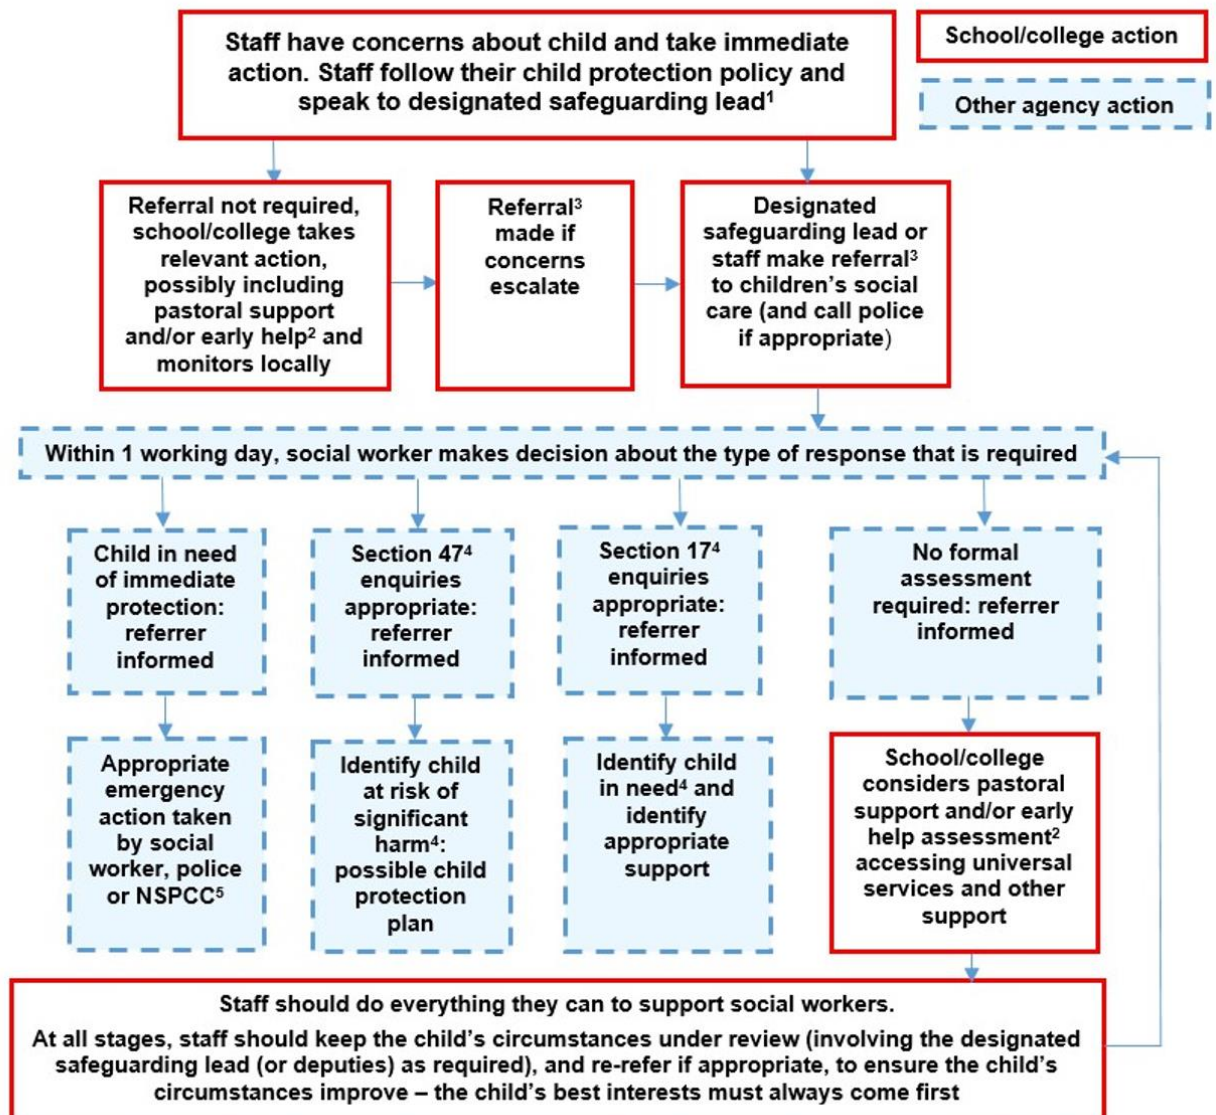 Staff have concerns about child and take immediate
action. Staff follow their child protection policy and
speak to designated safeguarding lead¹
School/college action
Other agency action
Referral not required,
school/college takes
relevant action,
possibly including
pastoral support
and/or early help² and
monitors locally
Referral³
made if
concerns
escalate
Designated
safeguarding lead or
staff make referral³
to children’s social
care (and call police
if appropriate)
Within 1 working day, social worker makes decision about the type of response that is required
Child in need
of immediate
protection:
referrer
informed
Section 47⁴
enquiries
appropriate:
referrer
informed
Section 17⁴
enquiries
appropriate:
referrer
informed
No formal
assessment
required: referrer
informed
Appropriate
emergency
action taken
by social
worker, police
or NSPCC⁵
Identify child
at risk of
significant
harm⁴:
possible child
protection
plan
Identify child
in need⁴ and
identify
appropriate
support
School/college
considers pastoral
support and/or early
help assessment²
accessing universal
services and other
support
Staff should do everything they can to support social workers.
At all stages, staff should keep the child’s circumstances under review (involving the designated
safeguarding lead (or deputies) as required), and re-refer if appropriate, to ensure the child’s
circumstances improve – the child’s best interests must always come first